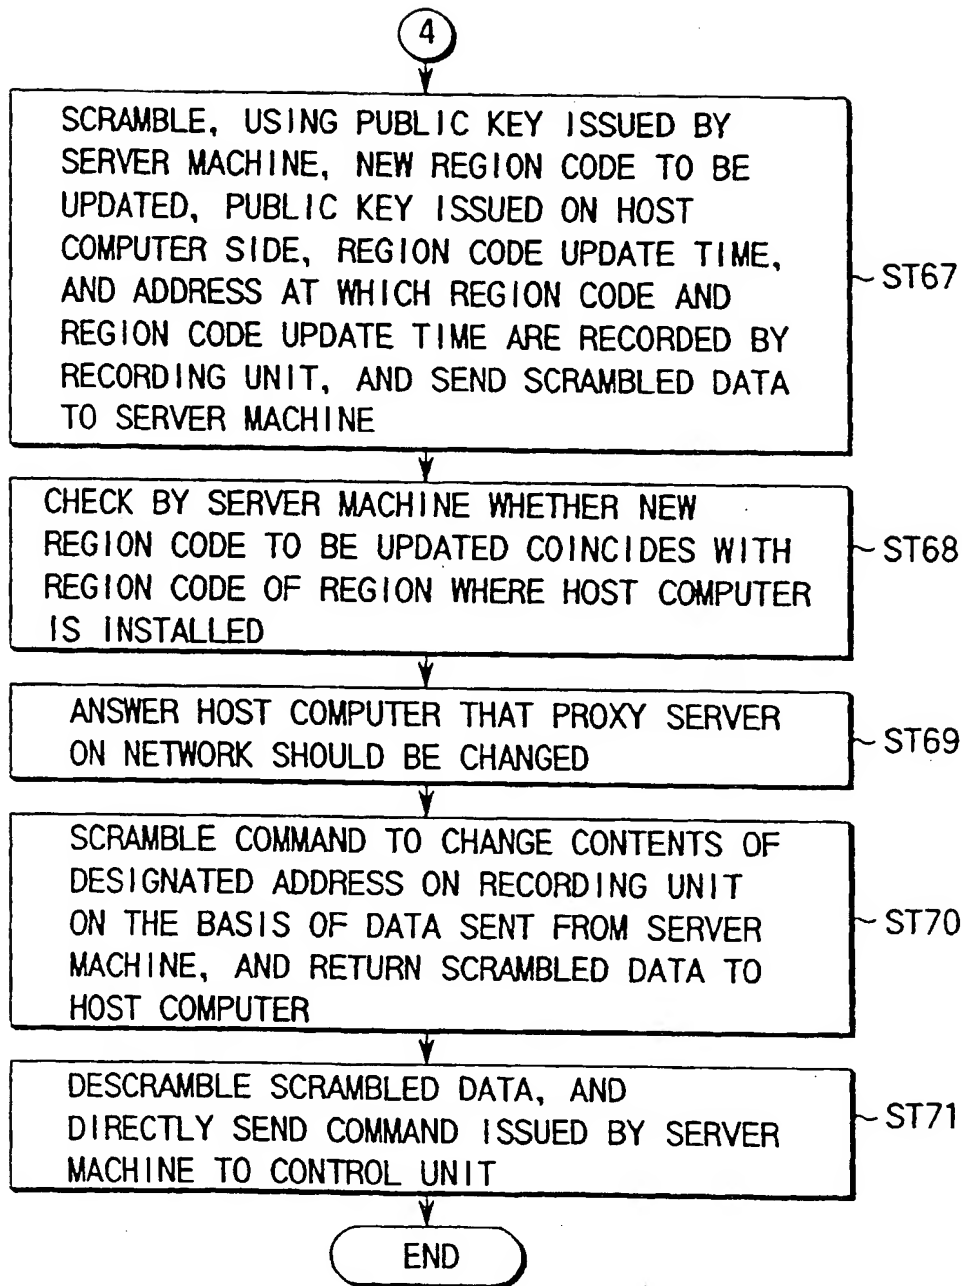 4
SCRAMBLE, USING PUBLIC KEY ISSUED BY
SERVER MACHINE, NEW REGION CODE TO BE
UPDATED, PUBLIC KEY ISSUED ON HOST
COMPUTER SIDE, REGION CODE UPDATE TIME,
AND ADDRESS AT WHICH REGION CODE AND
REGION CODE UPDATE TIME ARE RECORDED BY
RECORDING UNIT, AND SEND SCRAMBLED DATA
TO SERVER MACHINE
ST67
CHECK BY SERVER MACHINE WHETHER NEW
REGION CODE TO BE UPDATED COINCIDES WITH
REGION CODE OF REGION WHERE HOST COMPUTER
IS INSTALLED
ST68
ANSWER HOST COMPUTER THAT PROXY SERVER
ON NETWORK SHOULD BE CHANGED
ST69
SCRAMBLE COMMAND TO CHANGE CONTENTS OF
DESIGNATED ADDRESS ON RECORDING UNIT
ON THE BASIS OF DATA SENT FROM SERVER
MACHINE, AND RETURN SCRAMBLED DATA TO
HOST COMPUTER
ST70
DESCRAMBLE SCRAMBLED DATA, AND
DIRECTLY SEND COMMAND ISSUED BY SERVER
MACHINE TO CONTROL UNIT
ST71
END